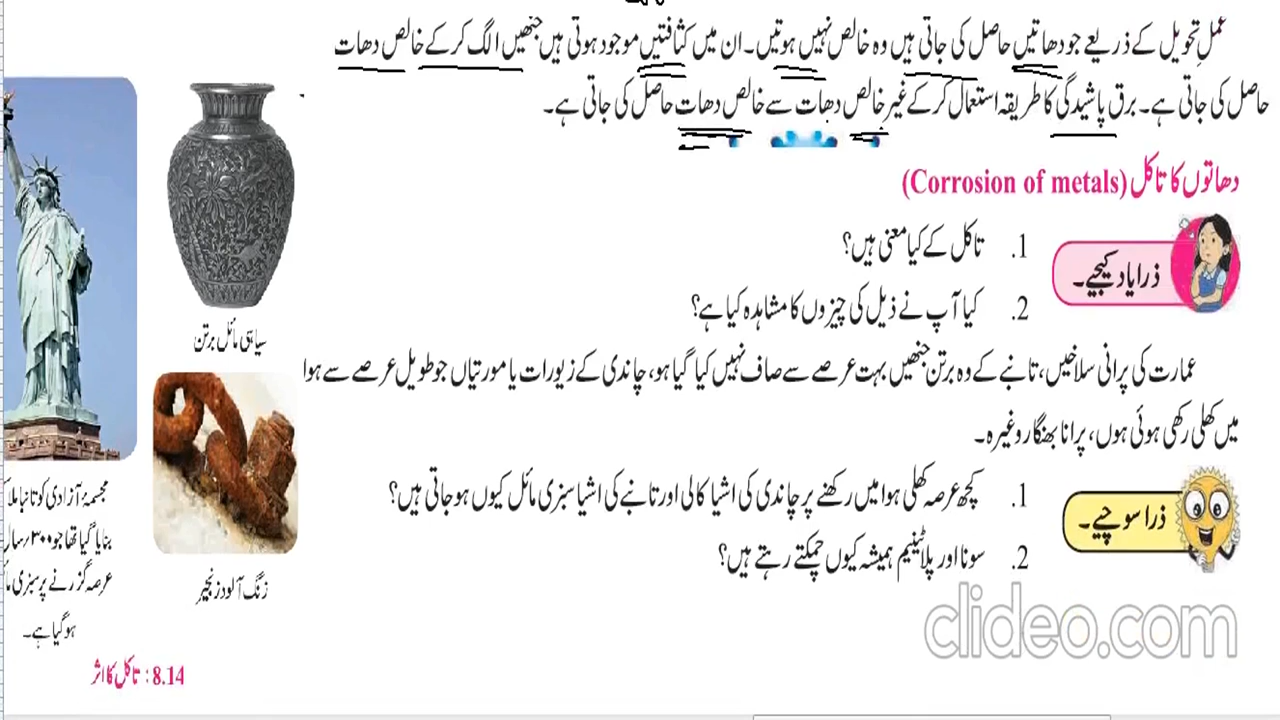 عملِ تحویل کے ذریعے جو دھاتیں حاصل کی جاتی ہیں وہ خالص نہیں ہوتیں۔ ان میں کثافتیں موجود ہوتی ہیں جنھیں الگ کر کے خالص دھات
حاصل کی جاتی ہے۔ برق پاشیدگی کا طریقہ استعمال کر کے غیر خالص دھات سے خالص دھات حاصل کی جاتی ہے۔
دھاتوں کا تاکل (Corrosion of metals)
ذرا یاد کیجیے۔
1. تاکل کے کیا معنی ہیں؟
2. کیا آپ نے ذیل کی چیزوں کا مشاہدہ کیا ہے؟
عمارت کی پرانی سلاخیں، تانبے کے وہ برتن جنھیں بہت عرصے سے صاف نہیں کیا گیا ہو، چاندی کے زیورات یا مورتیاں جو طویل عرصے سے ہوا
میں کھلی رکھی ہوئی ہوں، پرانا بھنگار وغیرہ۔
ذرا سوچیے۔
1. کچھ عرصہ کھلی ہوا میں رکھنے پر چاندی کی اشیا کالی اور تانبے کی اشیا سبزی مائل کیوں ہو جاتی ہیں؟
2. سونا اور پلاٹینیم ہمیشہ کیوں چمکتے رہتے ہیں؟
سیاہی مائل برتن
زنگ آلود زنجیر
مجسمۂ آزادی کو تانبا ملا
بنایا گیا تھا جو ۳۰۰؍ سال
عرصہ گزرنے پر سبزی ما
ہو گیا ہے۔
8.14 : تاکل کا اثر
clideo.com